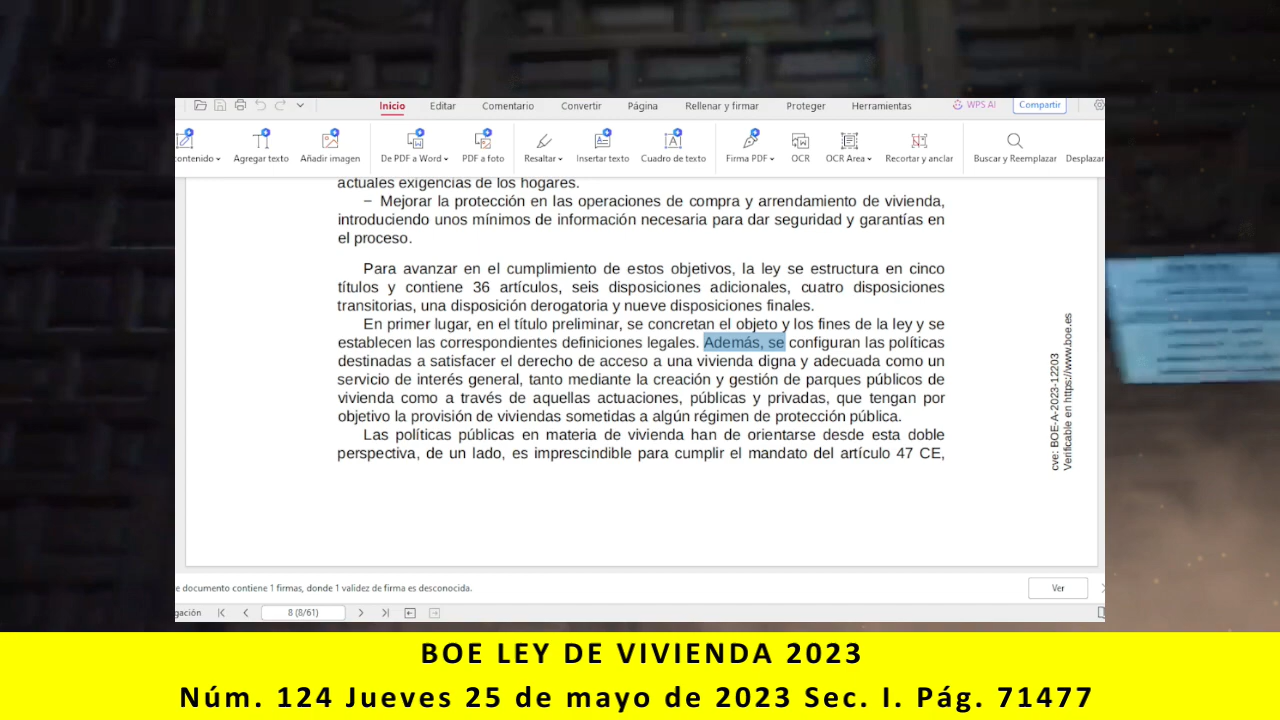 Inicio Editar Comentario Convertir Página Rellenar y firmar Proteger Herramientas WPS AI Compartir
contenido Agregar texto Añadir imagen De PDF a Word PDF a foto Resaltar Insertar texto Cuadro de texto Firma PDF OCR OCR Area Recortar y anclar Buscar y Reemplazar Desplazar
actuales exigencias de los hogares.
– Mejorar la protección en las operaciones de compra y arrendamiento de vivienda,
introduciendo unos mínimos de información necesaria para dar seguridad y garantías en
el proceso.
Para avanzar en el cumplimiento de estos objetivos, la ley se estructura en cinco
títulos y contiene 36 artículos, seis disposiciones adicionales, cuatro disposiciones
transitorias, una disposición derogatoria y nueve disposiciones finales.
En primer lugar, en el título preliminar, se concretan el objeto y los fines de la ley y se
establecen las correspondientes definiciones legales. Además, se configuran las políticas
destinadas a satisfacer el derecho de acceso a una vivienda digna y adecuada como un
servicio de interés general, tanto mediante la creación y gestión de parques públicos de
vivienda como a través de aquellas actuaciones, públicas y privadas, que tengan por
objetivo la provisión de viviendas sometidas a algún régimen de protección pública.
Las políticas públicas en materia de vivienda han de orientarse desde esta doble
perspectiva, de un lado, es imprescindible para cumplir el mandato del artículo 47 CE,
cve: BOE-A-2023-12203
Verificable en https://www.boe.es
e documento contiene 1 firmas, donde 1 validez de firma es desconocida.
Ver
gación 8 (8/61)
BOE LEY DE VIVIENDA 2023
Núm. 124 Jueves 25 de mayo de 2023 Sec. I. Pág. 71477